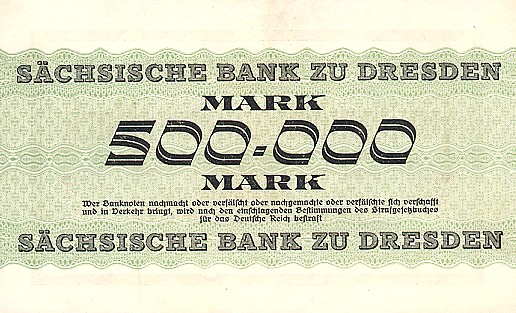 SÄCHSISCHE BANK ZU DRESDEN
MARK
500-000
MARK
Wer Banknoten nachmacht oder verfälscht oder nachgemachte oder verfälschte sich verschafft
und in Verkehr bringt, wird nach den einschlagenden Bestimmungen des Strafgesetzbuches
für das Deutsche Reich bestraft
SÄCHSISCHE BANK ZU DRESDEN